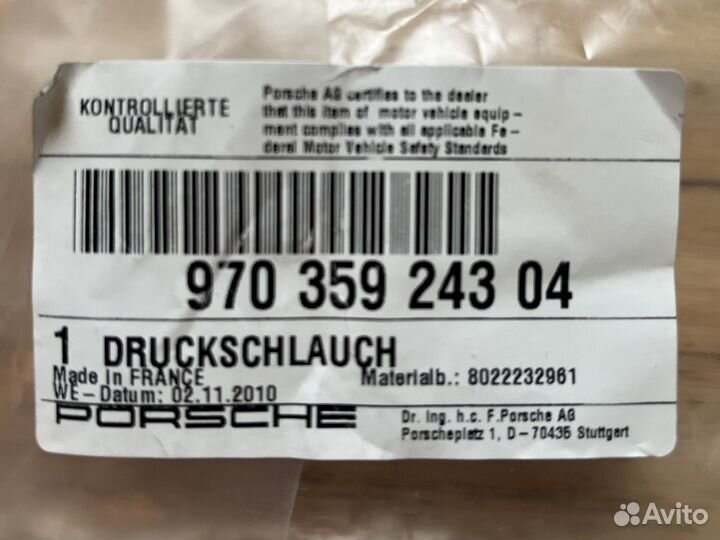 KONTROLLIERTE
QUALITÄT
Porsche AG certifies to the dealer
that this item of motor vehicle equip-
ment complies with all applicable Fe-
deral Motor Vehicle Safety Standards
970 359 243 04
1 DRUCKSCHLAUCH
Made in FRANCE
Materialb.: 8022232961
WE-Datum: 02.11.2010
PORSCHE
Dr. Ing. h.c. F.Porsche AG
Porscheplatz 1, D-70435 Stuttgart
Avito